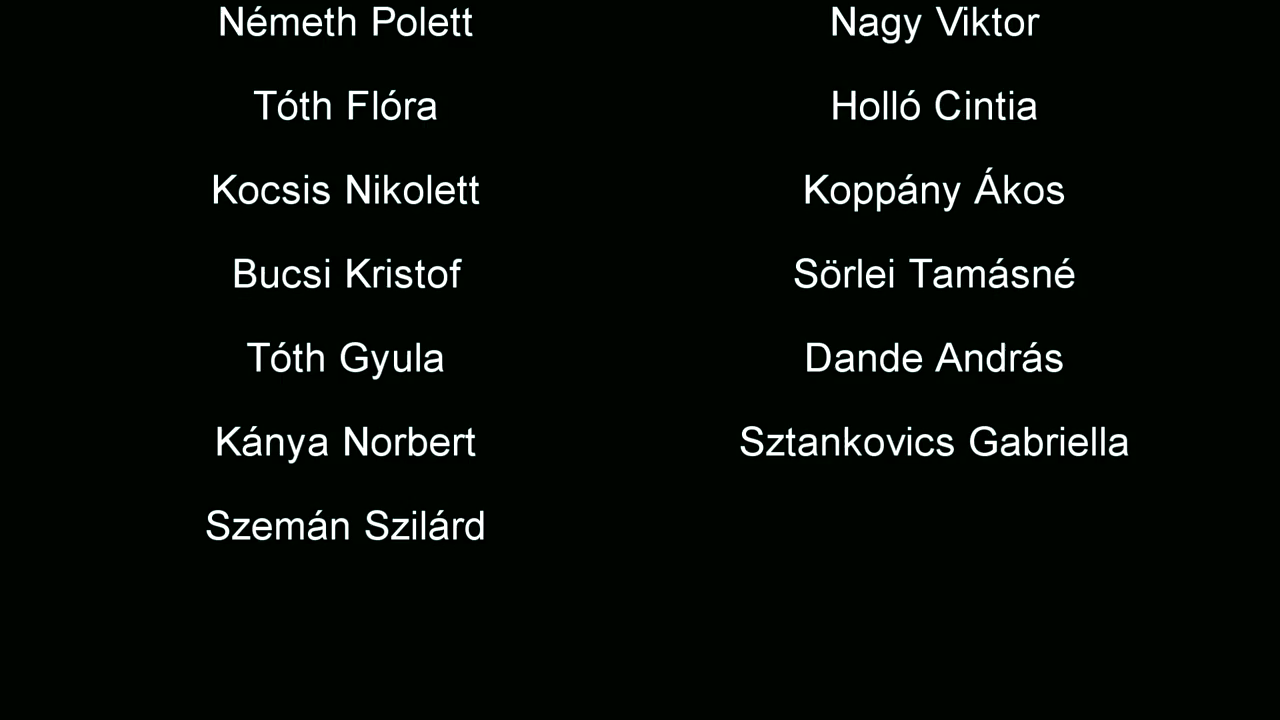 Németh Polett
Nagy Viktor
Tóth Flóra
Holló Cintia
Kocsis Nikolett
Koppány Ákos
Bucsi Kristof
Sörlei Tamásné
Tóth Gyula
Dande András
Kánya Norbert
Sztankovics Gabriella
Szemán Szilárd